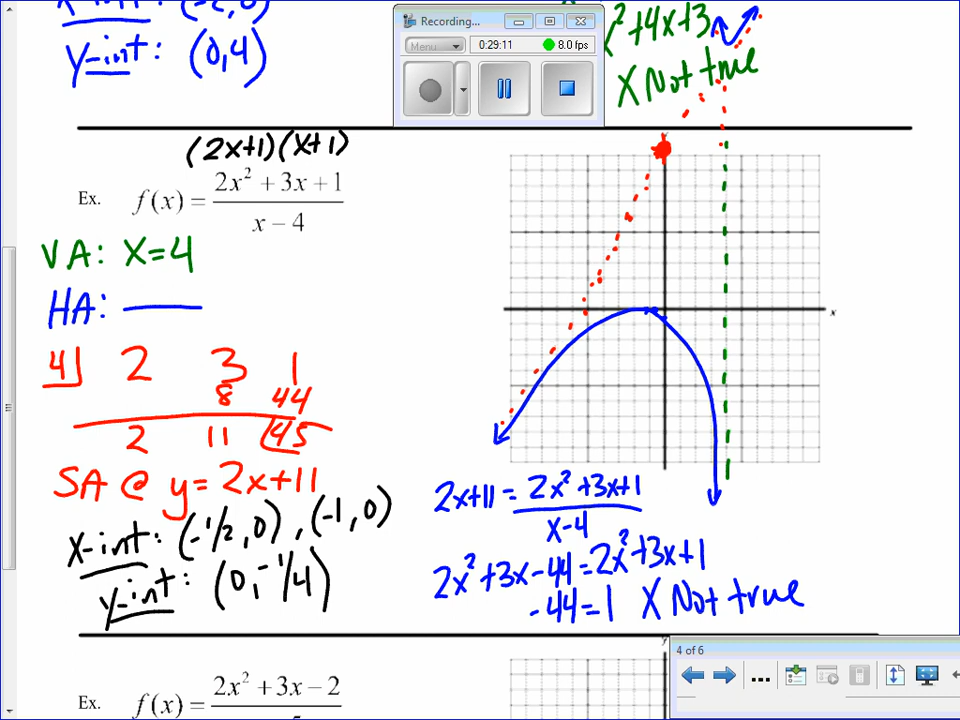 y-int: (0,4)
Recording...
Menu
0:29:11
8.0 fps
²+4x+3
X Not true
(2x+1)(x+1)
Ex. f(x) = 2x² + 3x + 1
x − 4
VA: X=4
HA: —
x
4⌋ 2 3 1
8 44
2 11 45
SA @ y= 2x+11
x-int: (-1/2, 0), (-1, 0)
y-int: (0, -1/4)
2x+11 = 2x²+3x+1
x-4
2x²+3x-44=2x²+3x+1
-44=1 X Not true
y
4 of 6
...
Ex. f(x) = 2x² + 3x − 2